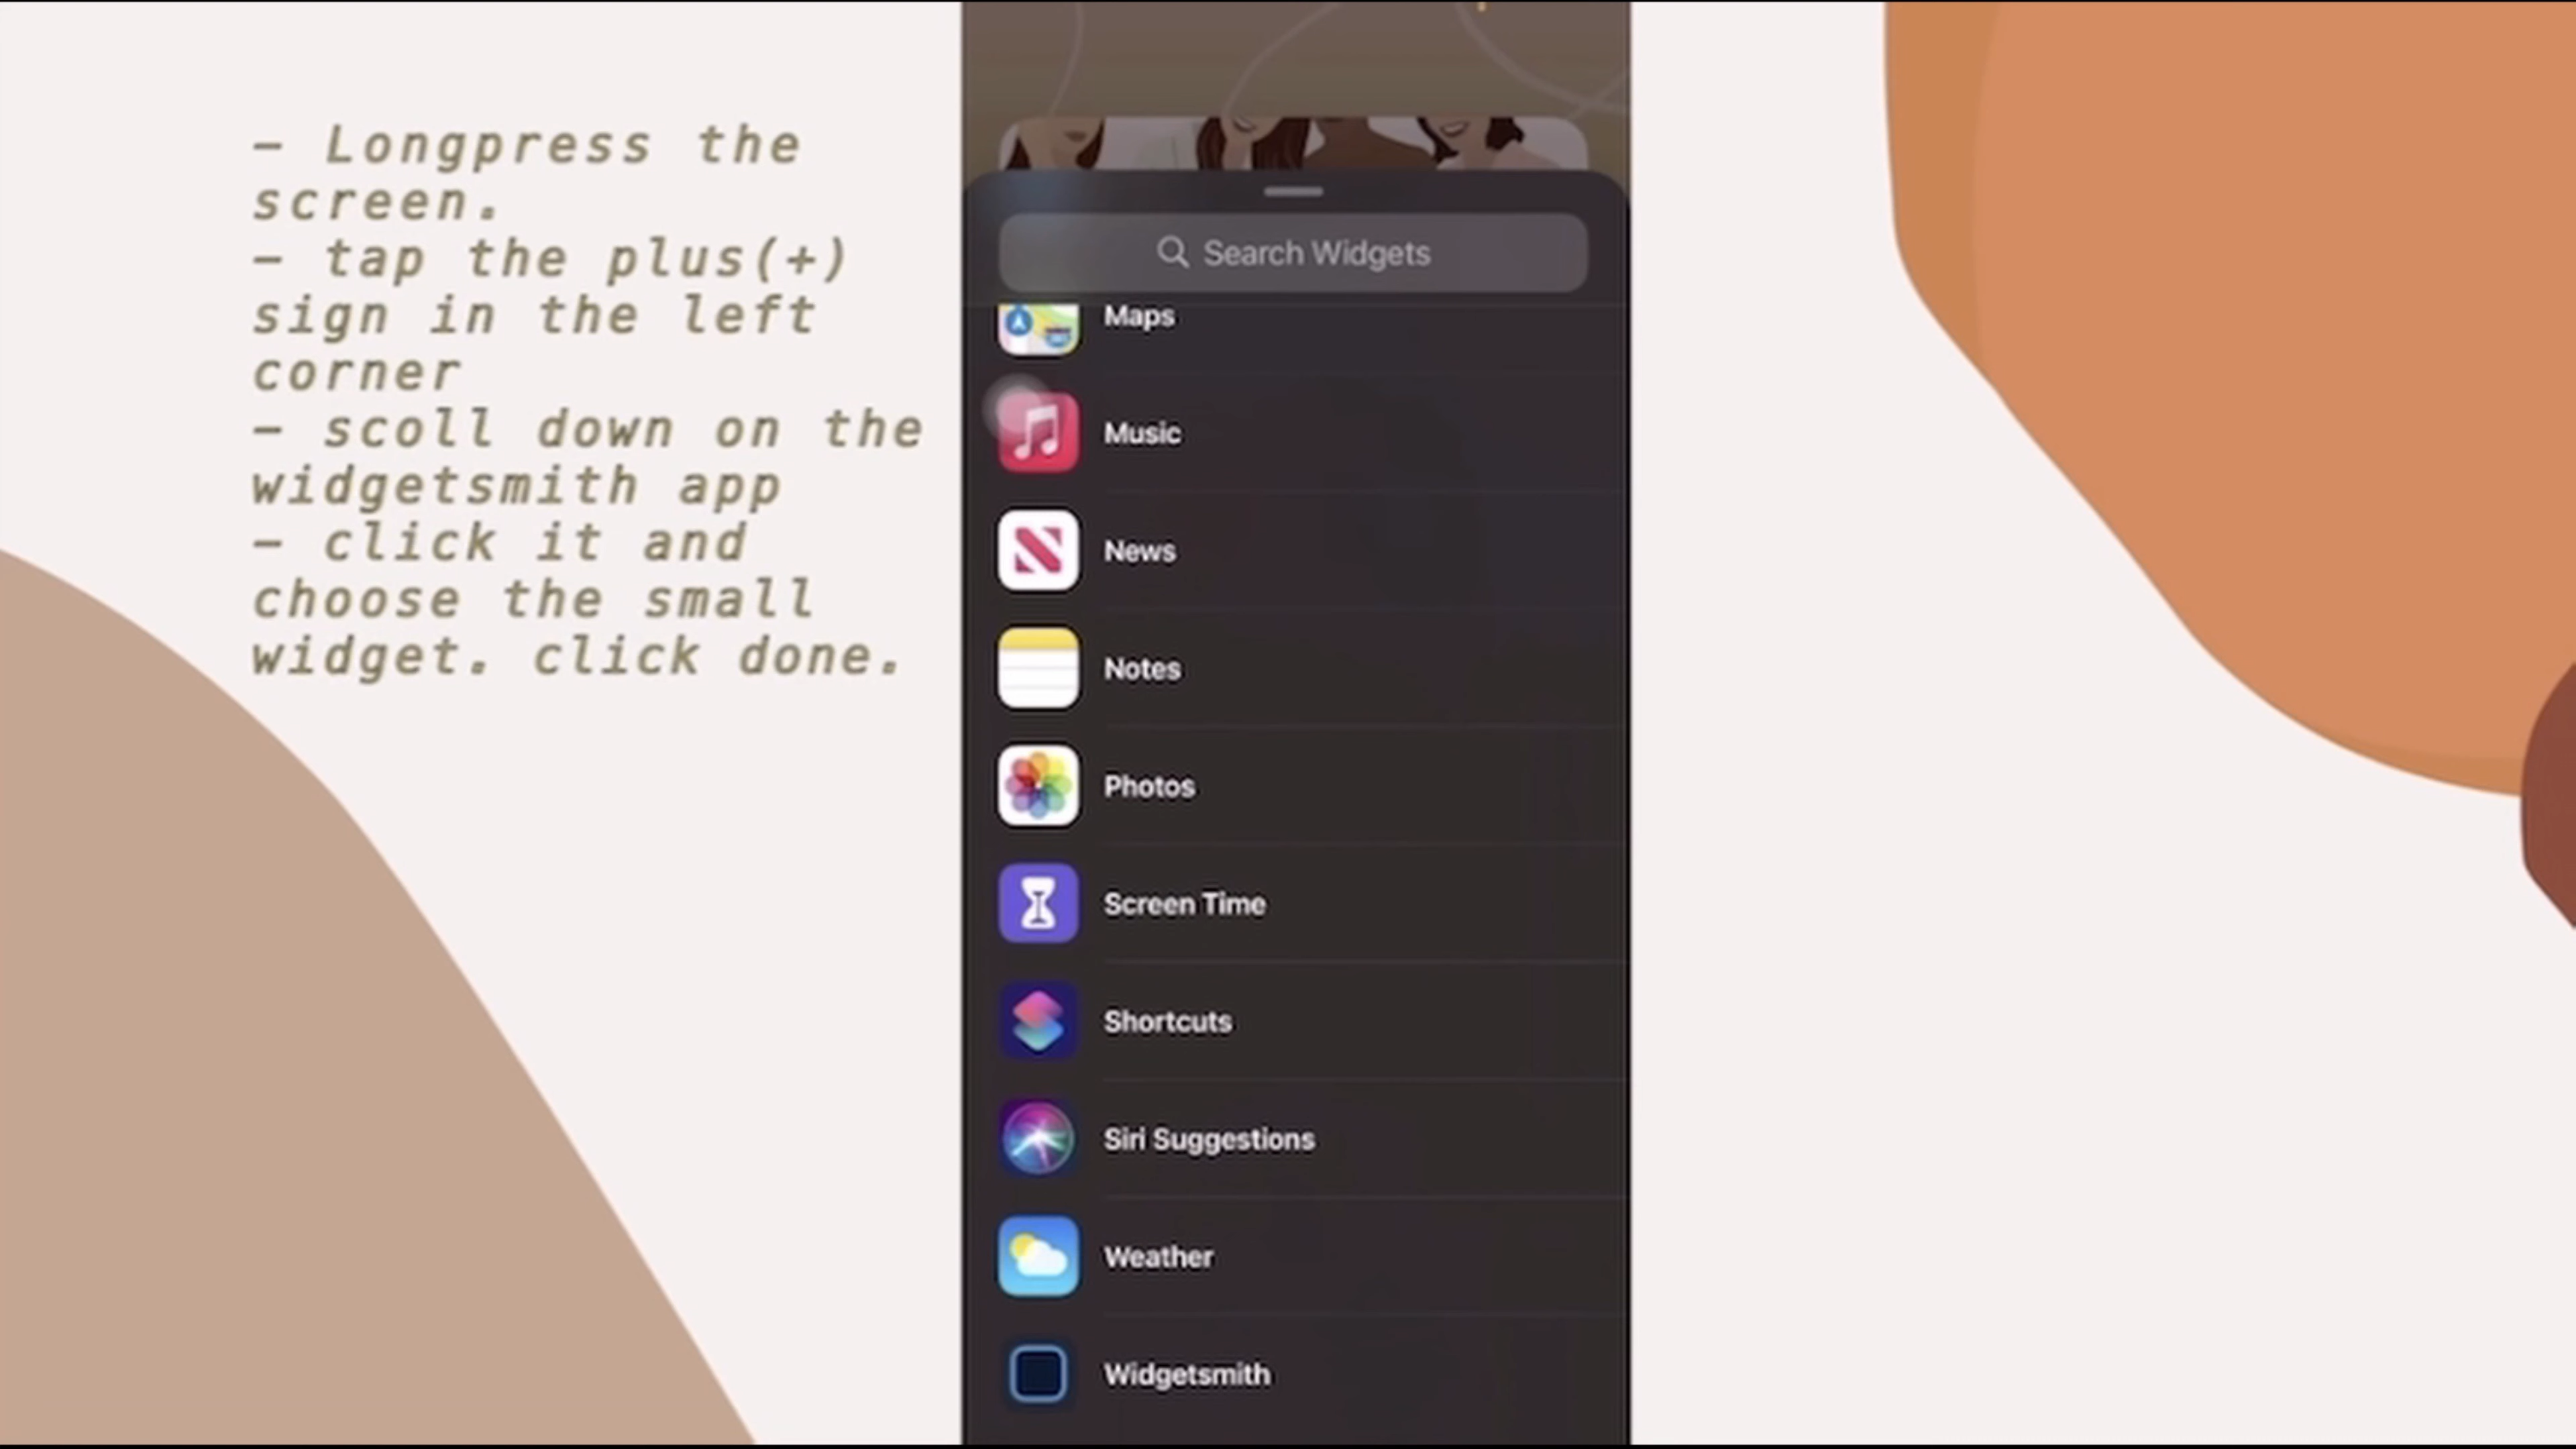 – Longpress the
screen.
– tap the plus(+)
sign in the left
corner
– scoll down on the
widgetsmith app
– click it and
choose the small
widget. click done.
Search Widgets
Maps
Music
News
Notes
Photos
Screen Time
Shortcuts
Siri Suggestions
Weather
Widgetsmith